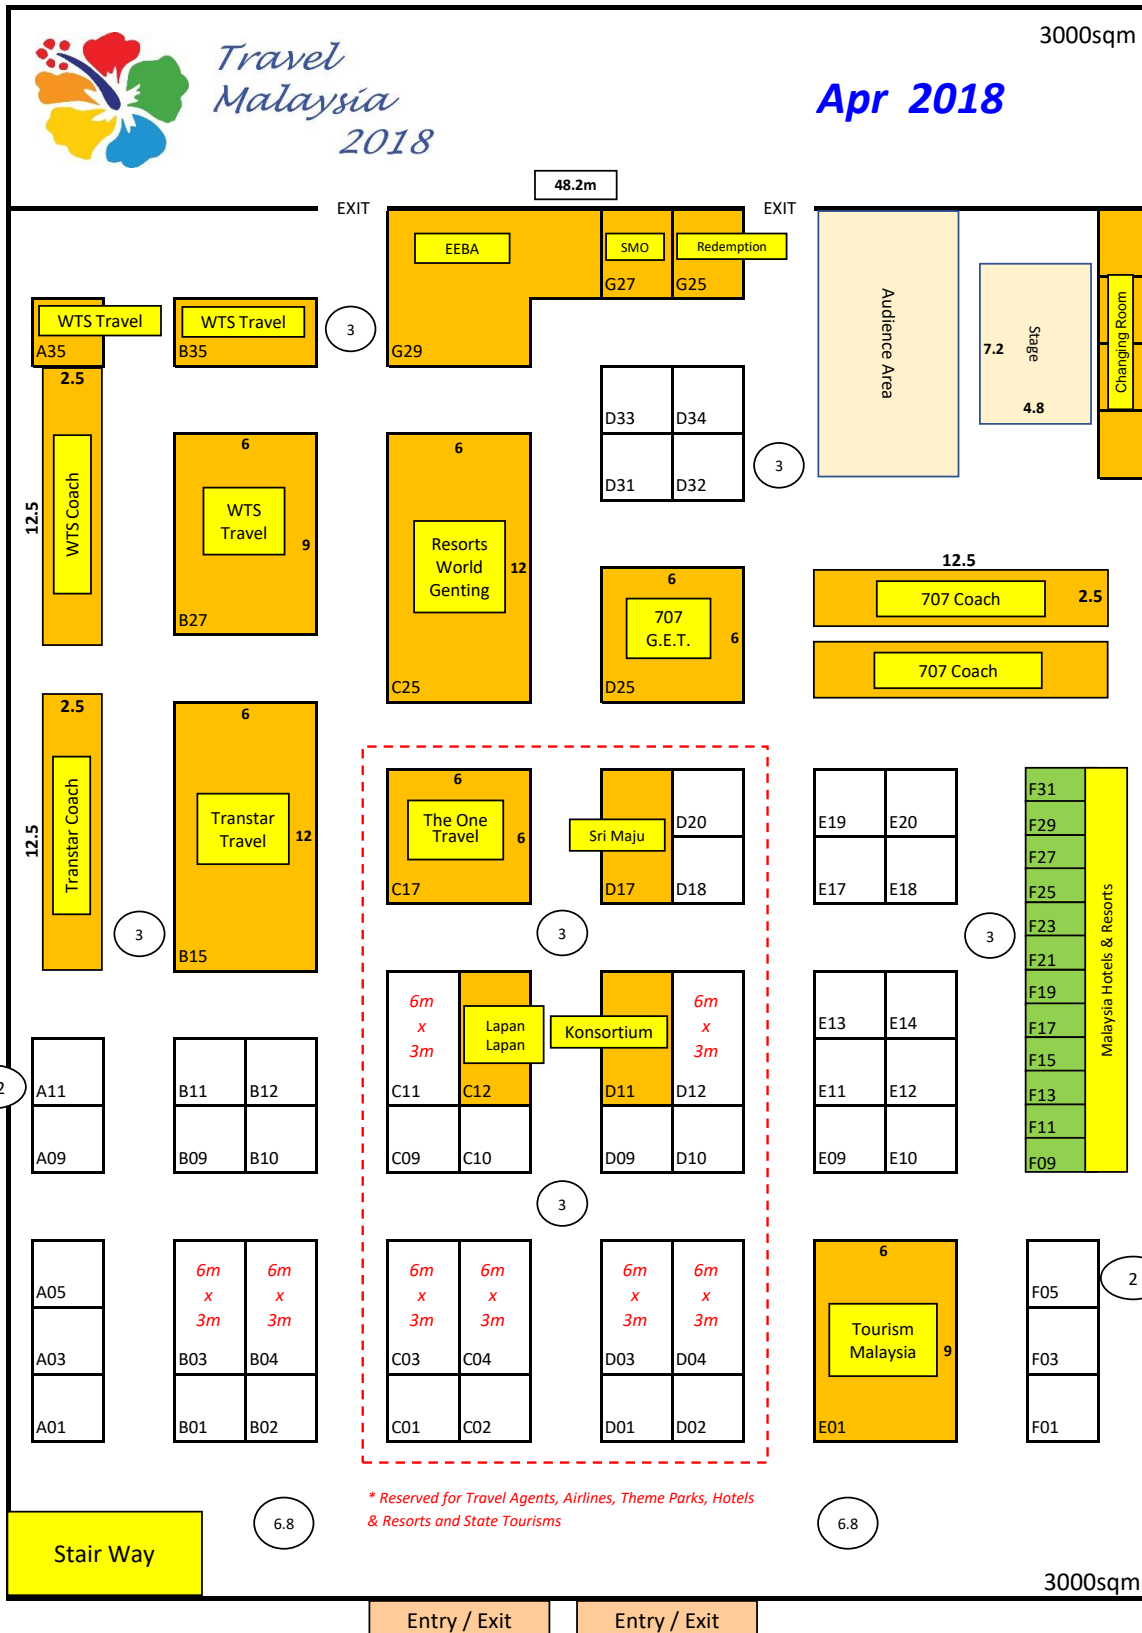 3000sqm
Travel
Malaysia
2018
Apr 2018
48.2m
EXIT
EXIT
EEBA
SMO
Redemption
G27
G25
G29
WTS Travel
A35
WTS Travel
B35
3
Audience Area
7.2
Stage
4.8
Changing Room
2.5
12.5
WTS Coach
6
WTS
Travel
9
B27
6
Resorts
World
Genting
12
C25
D33
D34
D31
D32
3
6
707
G.E.T.
6
D25
12.5
707 Coach
2.5
707 Coach
2.5
12.5
Transtar Coach
3
6
Transtar
Travel
12
B15
6
The One
Travel
6
C17
Sri Maju
D17
D20
D18
3
E19
E20
E17
E18
3
F31
F29
F27
F25
F23
F21
F19
F17
F15
F13
F11
F09
Malaysia Hotels & Resorts
6m
x
3m
C11
Lapan
Lapan
C12
Konsortium
D11
6m
x
3m
D12
E13
E14
E11
E12
E09
E10
2
A11
A09
B11
B12
B09
B10
C09
C10
D09
D10
3
A05
A03
A01
6m
x
3m
B03
6m
x
3m
B04
B01
B02
6m
x
3m
C03
6m
x
3m
C04
C01
C02
6m
x
3m
D03
6m
x
3m
D04
D01
D02
6
Tourism
Malaysia
9
E01
F05
2
F03
F01
* Reserved for Travel Agents, Airlines, Theme Parks, Hotels
& Resorts and State Tourisms
6.8
6.8
Stair Way
3000sqm
Entry / Exit
Entry / Exit